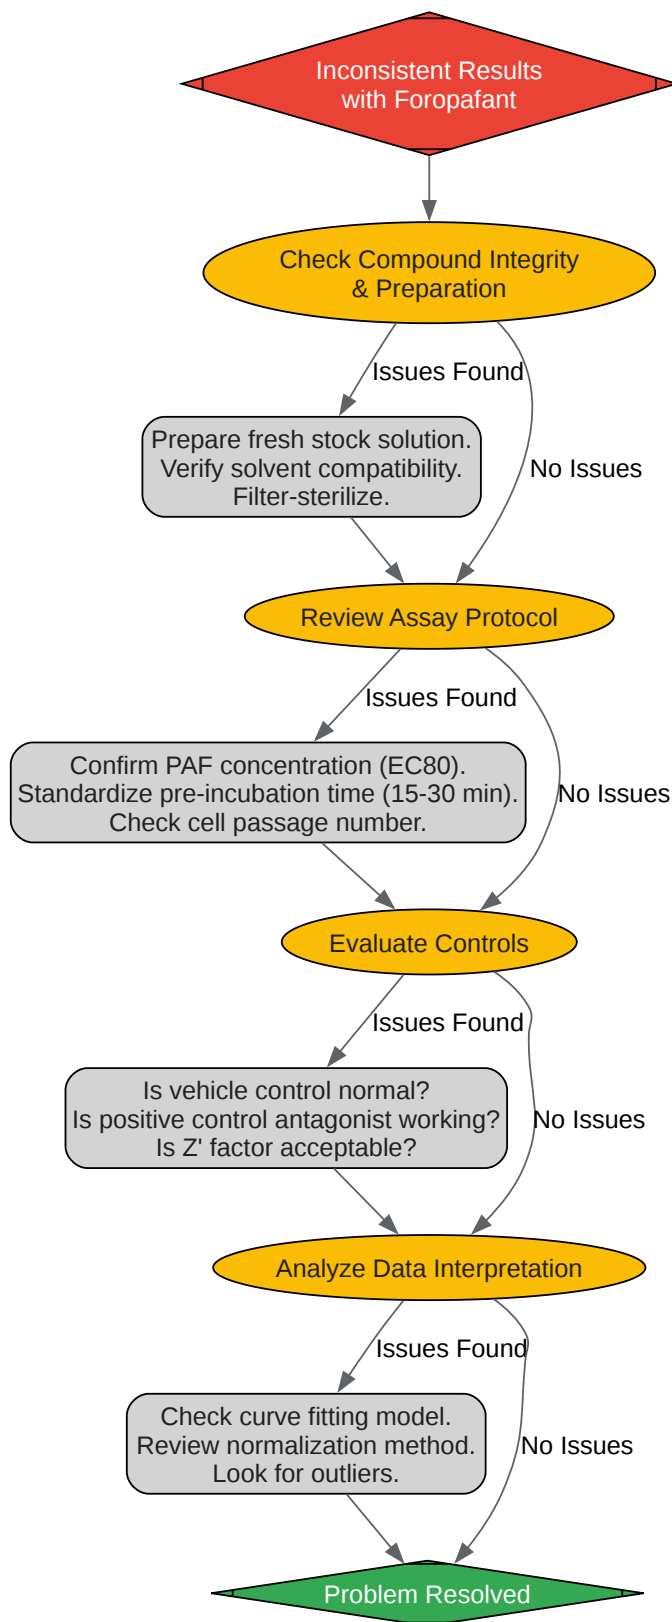 Inconsistent Results
with Foropafant
Check Compound Integrity
& Preparation
Issues Found
Prepare fresh stock solution.
Verify solvent compatibility.
Filter-sterilize.
No Issues
Review Assay Protocol
Issues Found
Confirm PAF concentration (EC80).
Standardize pre-incubation time (15-30 min).
Check cell passage number.
No Issues
Evaluate Controls
Issues Found
Is vehicle control normal?
Is positive control antagonist working?
Is Z' factor acceptable?
No Issues
Analyze Data Interpretation
Issues Found
Check curve fitting model.
Review normalization method.
Look for outliers.
No Issues
Problem Resolved